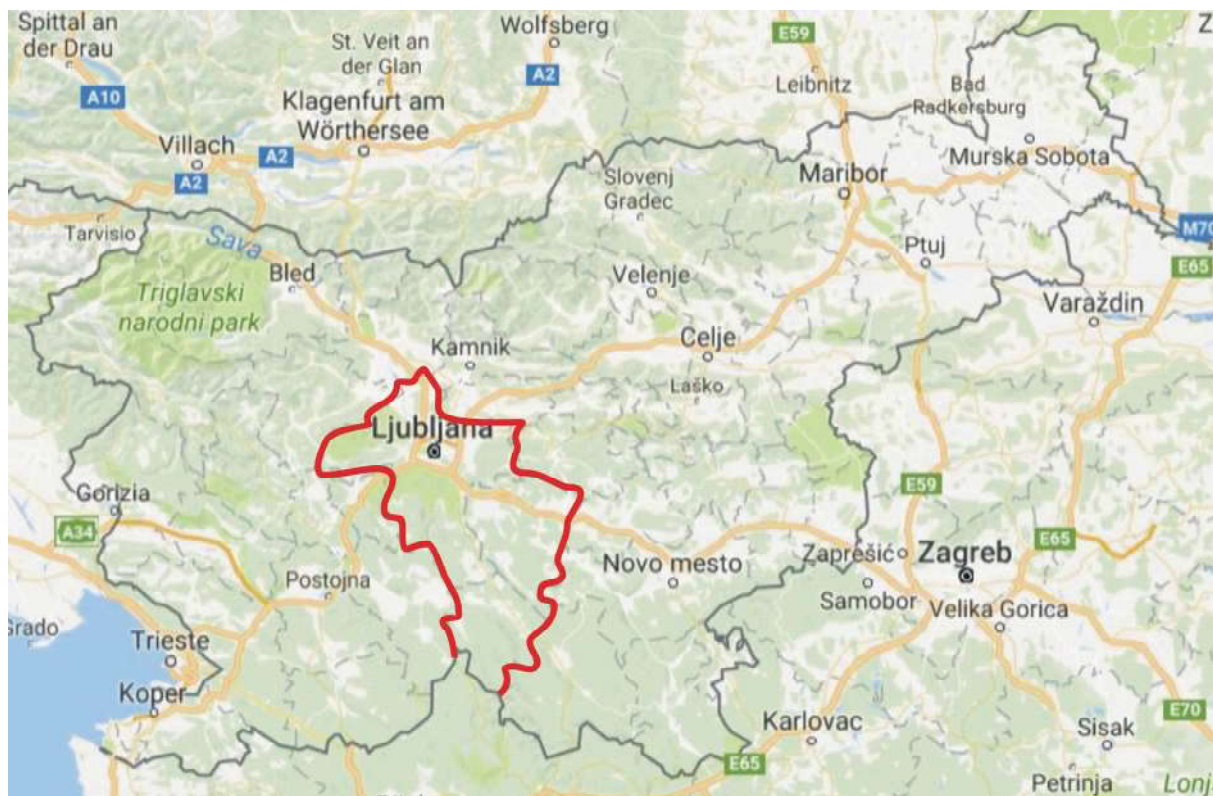 Spittal
an der Drau
St. Veit an
der Glan
Wolfsberg
E59
Z
A10
A2
Leibnitz
Bad
Radkersburg
Klagenfurt am
Wörthersee
Villach
A2
A2
Murska Sobota
Slovenj
Gradec
Maribor
Tarvisio
Sava
M70
Ptuj
Bled
Velenje
E65
Triglavski
narodni park
Varaždin
Kamnik
Celje
Laško
Ljubljana
Gorizia
E59
A34
E65
Postojna
Novo mesto
Zaprešić
Zagreb
Samobor
Velika Gorica
Grado
Trieste
Koper
Karlovac
E70
Sisak
E65
Petrinja
Lonj